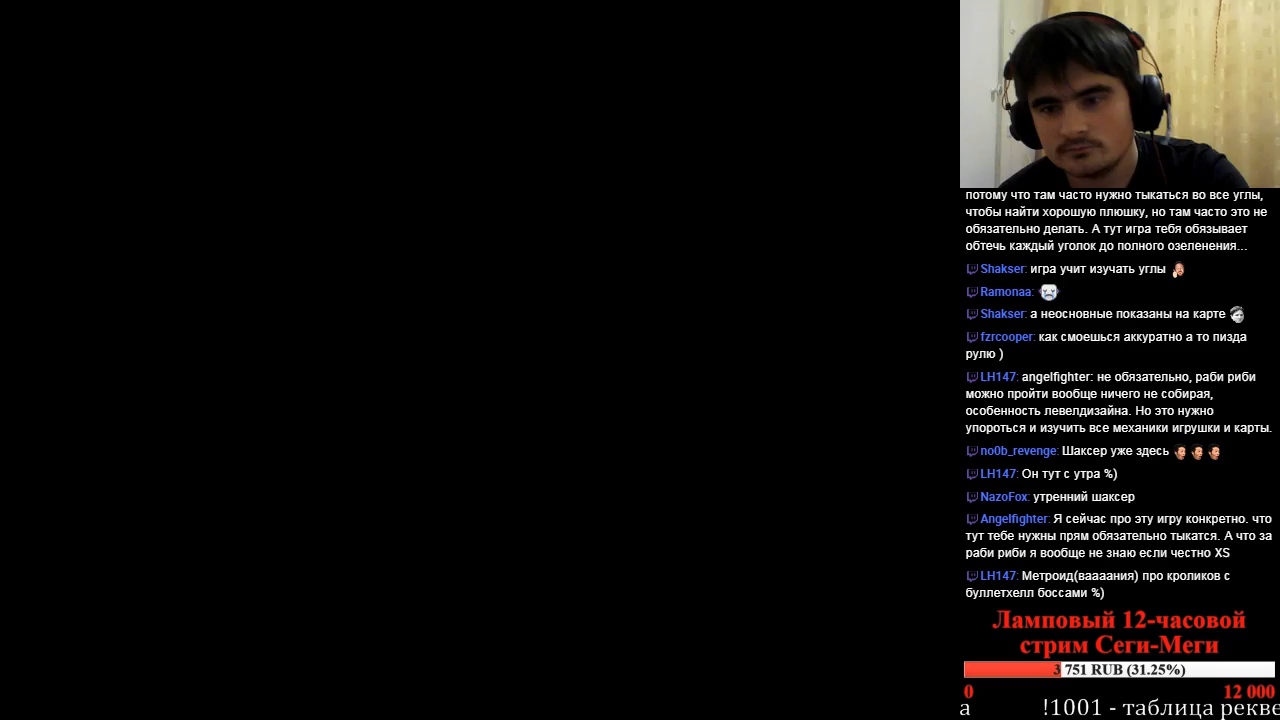 потому что там часто нужно тыкаться во все углы,
чтобы найти хорошую плюшку, но там часто это не
обязательно делать. А тут игра тебя обязывает
обтечь каждый уголок до полного озеленения...
Shakser: игра учит изучать углы
Ramonaa:
Shakser: а неосновные показаны на карте
fzrcooper: как смоешься аккуратно а то пизда
рулю )
LH147: angelfighter: не обязательно, раби риби
можно пройти вообще ничего не собирая,
особенность левелдизайна. Но это нужно
упороться и изучить все механики игрушки и карты.
no0b_revenge: Шаксер уже здесь
LH147: Он тут с утра %)
NazoFox: утренний шаксер
Angelfighter: Я сейчас про эту игру конкретно. что
тут тебе нужны прям обязательно тыкатся. А что за
раби риби я вообще не знаю если честно XS
LH147: Метроид(ваааания) про кроликов с
буллетхелл боссами %)
Ламповый 12-часовой
стрим Сеги-Меги
3 751 RUB (31.25%)
0 12 000
а !1001 - таблица рекве